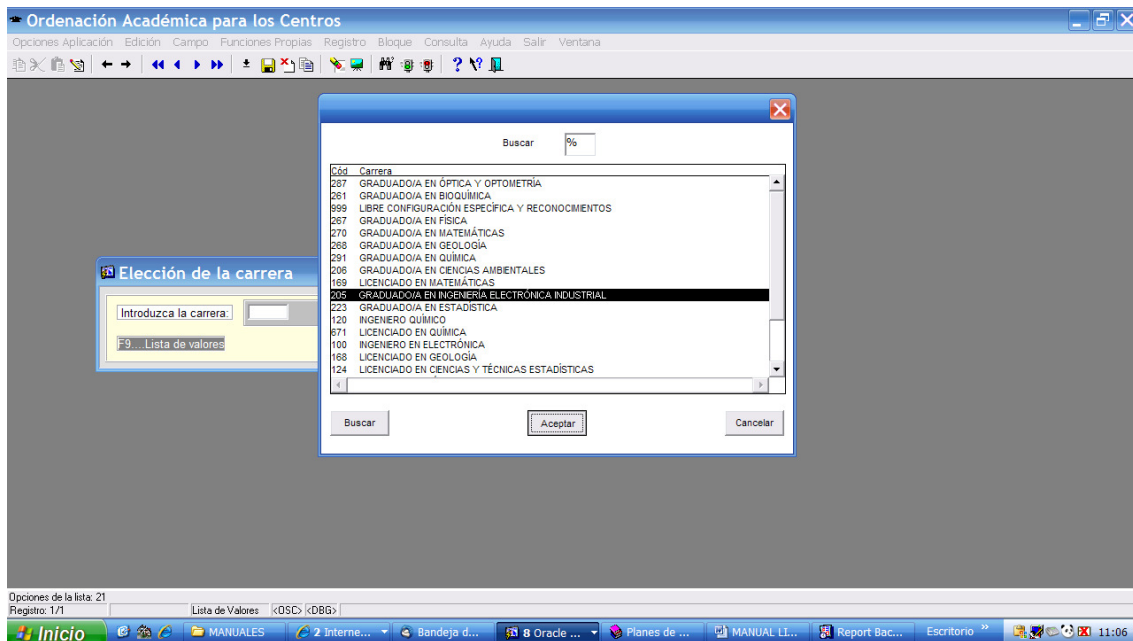 Ordenación Académica para los Centros
Opciones Aplicación Edición Campo Funciones Propias Registro Bloque Consulta Ayuda Salir Ventana
Buscar %
Cód Carrera
287 GRADUADO/A EN ÓPTICA Y OPTOMETRÍA
261 GRADUADO/A EN BIOQUÍMICA
999 LIBRE CONFIGURACIÓN ESPECÍFICA Y RECONOCIMIENTOS
267 GRADUADO/A EN FÍSICA
270 GRADUADO/A EN MATEMÁTICAS
268 GRADUADO/A EN GEOLOGÍA
291 GRADUADO/A EN QUÍMICA
206 GRADUADO/A EN CIENCIAS AMBIENTALES
169 LICENCIADO EN MATEMÁTICAS
205 GRADUADO/A EN INGENIERÍA ELECTRÓNICA INDUSTRIAL
223 GRADUADO/A EN ESTADÍSTICA
120 INGENIERO QUÍMICO
671 LICENCIADO EN QUÍMICA
100 INGENIERO EN ELECTRÓNICA
168 LICENCIADO EN GEOLOGÍA
124 LICENCIADO EN CIENCIAS Y TÉCNICAS ESTADÍSTICAS
Buscar Aceptar Cancelar
Elección de la carrera
Introduzca la carrera:
F9....Lista de valores
Opciones de la lista: 21
Registro: 1/1 Lista de Valores <OSC> <DBG>
Inicio MANUALES 2 Interne... Bandeja d... 8 Oracle ... Planes de ... MANUAL LI... Report Bac... Escritorio » 11:06